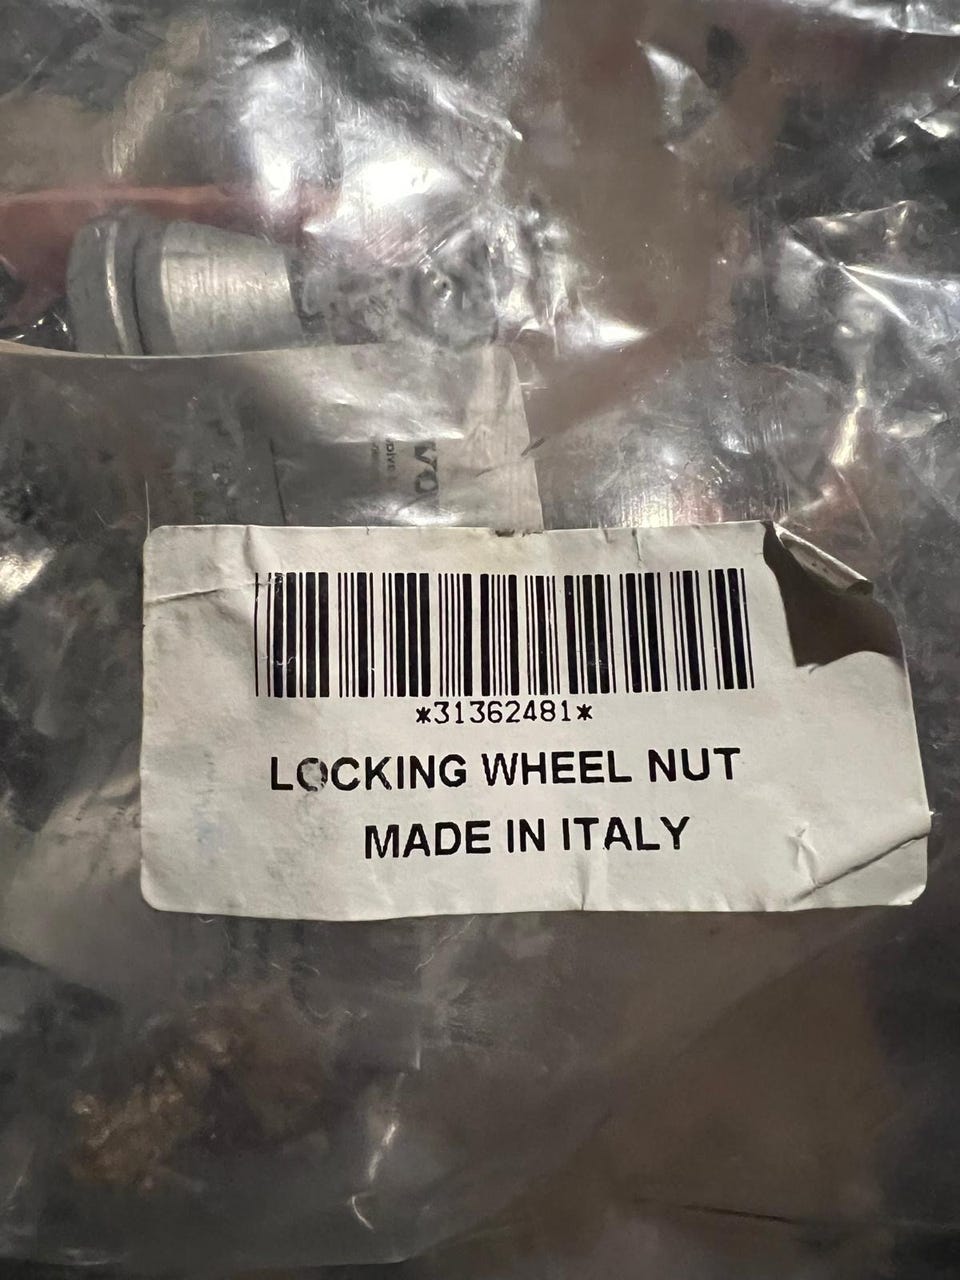 *31362481*
LOCKING WHEEL NUT
MADE IN ITALY